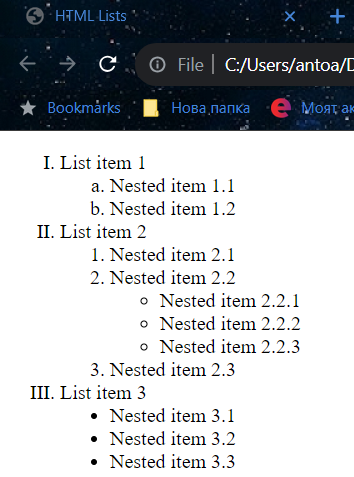 HTML Lists
File | C:/Users/antoa/D
Bookmarks Нова папка Моят ак
I. List item 1
a. Nested item 1.1
b. Nested item 1.2
II. List item 2
1. Nested item 2.1
2. Nested item 2.2
○ Nested item 2.2.1
○ Nested item 2.2.2
○ Nested item 2.2.3
3. Nested item 2.3
III. List item 3
• Nested item 3.1
• Nested item 3.2
• Nested item 3.3